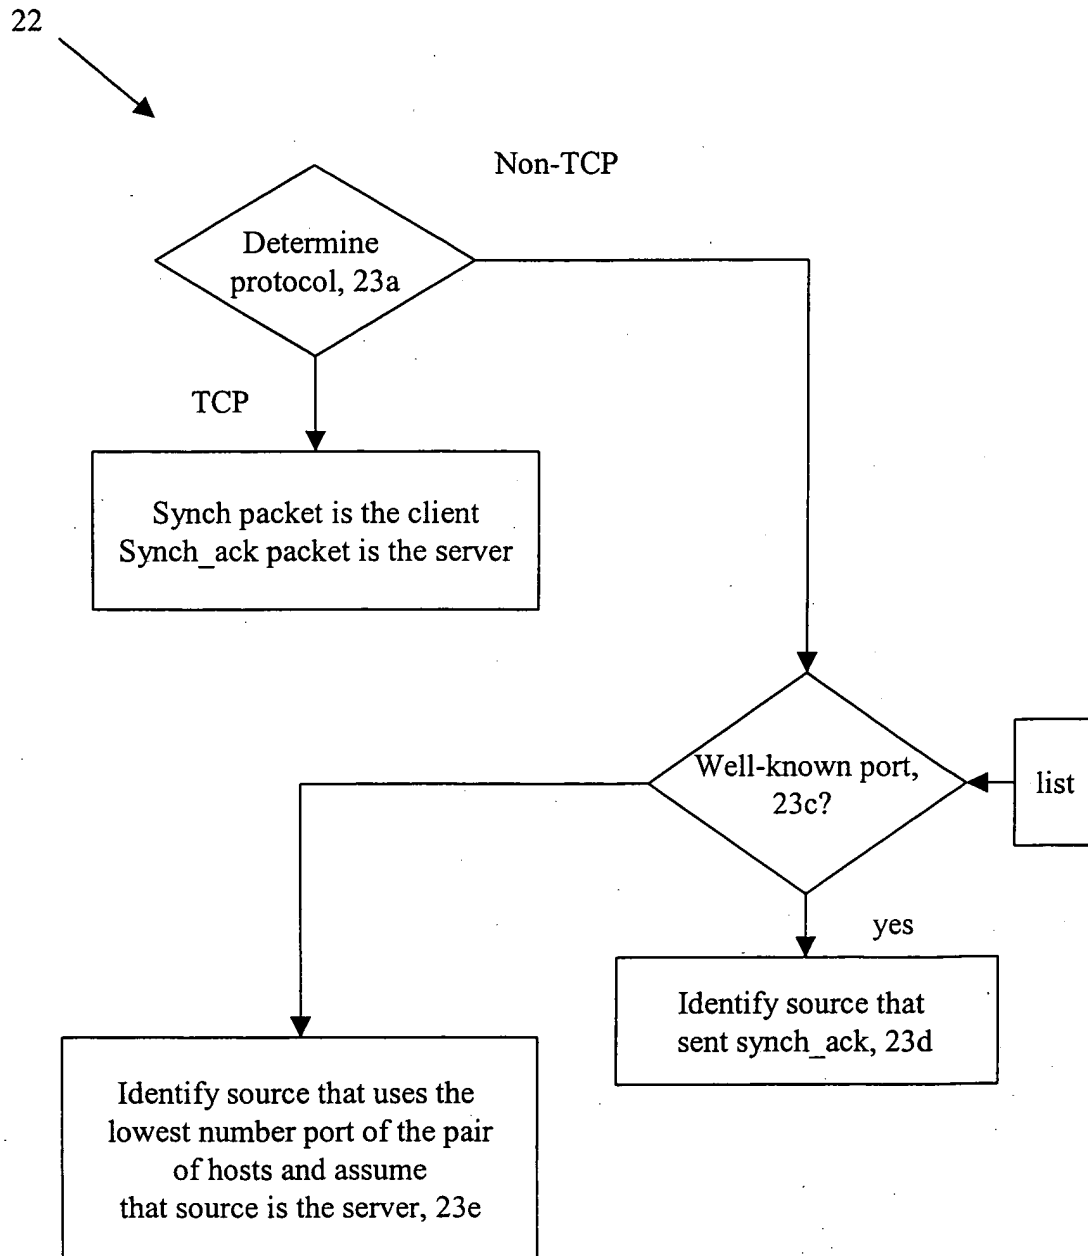 22
Non-TCP
Determine
protocol, 23a
TCP
Synch packet is the client
Synch_ack packet is the server
Well-known port,
23c?
list
yes
Identify source that
sent synch_ack, 23d
Identify source that uses the
lowest number port of the pair
of hosts and assume
that source is the server, 23e